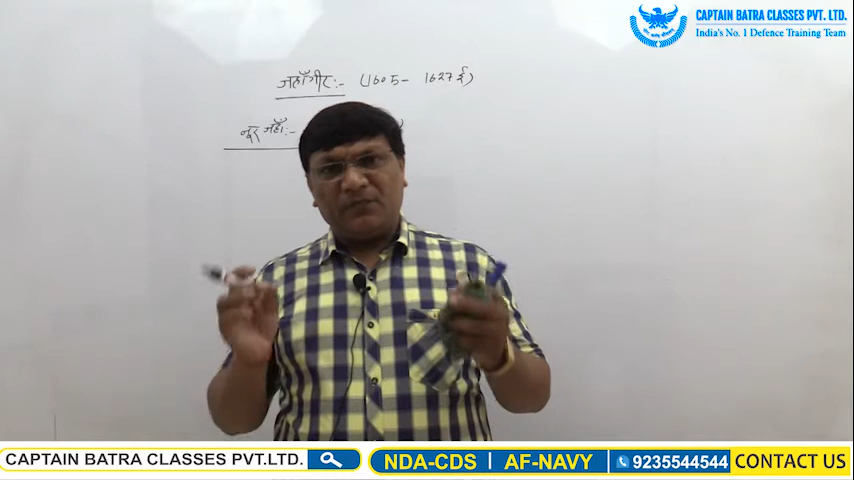 CAPTAIN BATRA CLASSES PVT. LTD.
India's No. 1 Defence Training Team
जहाँगीर:- (1605 - 1627 ई)
नूरजहाँ:-
CAPTAIN BATRA CLASSES PVT.LTD.
NDA-CDS | AF-NAVY
9235544544
CONTACT US